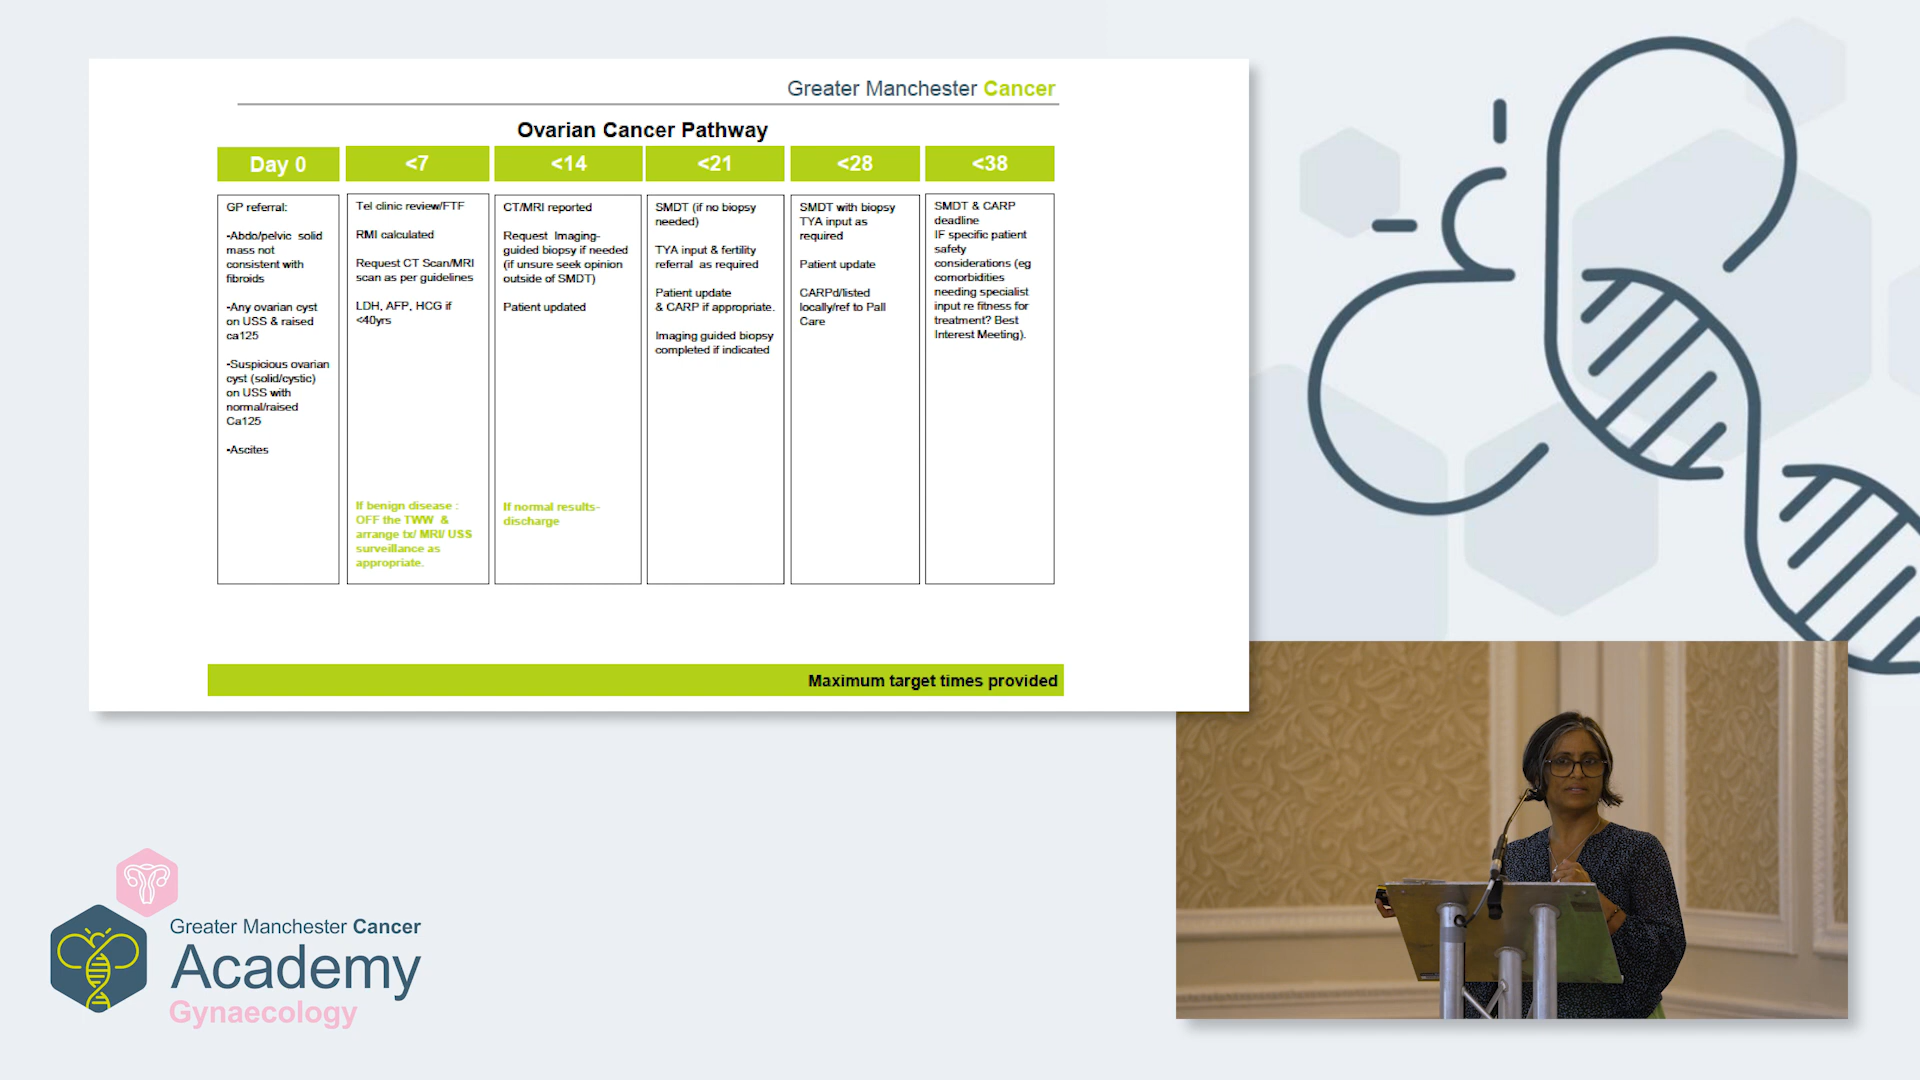 Greater Manchester Cancer
Ovarian Cancer Pathway
Day 0
<7
<14
<21
<28
<38
GP referral:
-Abdo/pelvic solid
mass not
consistent with
fibroids
-Any ovarian cyst
on USS & raised
ca125
-Suspicious ovarian
cyst (solid/cystic)
on USS with
normal/raised
Ca125
-Ascites
Tel clinic review/FTF
RMI calculated
Request CT Scan/MRI
scan as per guidelines
LDH, AFP, HCG if
<40yrs
If benign disease :
OFF the TWW &
arrange tx/ MRI/ USS
surveillance as
appropriate.
CT/MRI reported
Request Imaging-
guided biopsy if needed
(if unsure seek opinion
outside of SMDT)
Patient updated
If normal results-
discharge
SMDT (if no biopsy
needed)
TYA input & fertility
referral as required
Patient update
& CARP if appropriate.
Imaging guided biopsy
completed if indicated
SMDT with biopsy
TYA input as
required
Patient update
CARPd/listed
locally/ref to Pall
Care
SMDT & CARP
deadline
IF specific patient
safety
considerations (eg
comorbidities
needing specialist
input re fitness for
treatment? Best
Interest Meeting).
Maximum target times provided
Greater Manchester Cancer
Academy
Gynaecology